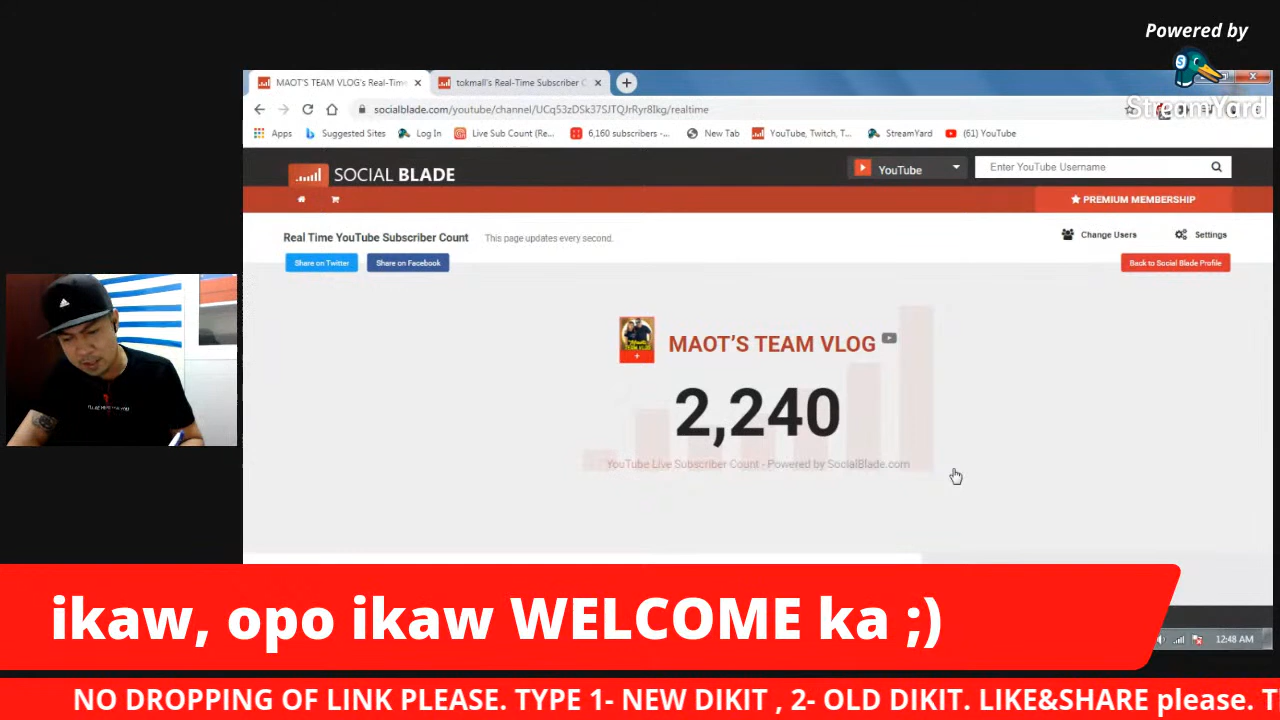 Powered by
StreamYard
MAOT'S TEAM VLOG's Real-Time
tokmall's Real-Time Subscriber C
socialblade.com/youtube/channel/UCq53zDSk37SJTQJrRyr8Ikg/realtime
Apps Suggested Sites Log In Live Sub Count (Re... 6,160 subscribers -... New Tab YouTube, Twitch, T... StreamYard (61) YouTube
SOCIAL BLADE YouTube Enter YouTube Username
PREMIUM MEMBERSHIP
Real Time YouTube Subscriber Count This page updates every second. Change Users Settings
Share on Twitter Share on Facebook Back to Social Blade Profile
MAOT'S TEAM VLOG
2,240
YouTube Live Subscriber Count - Powered by SocialBlade.com
ikaw, opo ikaw WELCOME ka ;)
12:48 AM
NO DROPPING OF LINK PLEASE. TYPE 1- NEW DIKIT , 2- OLD DIKIT. LIKE&SHARE please. T